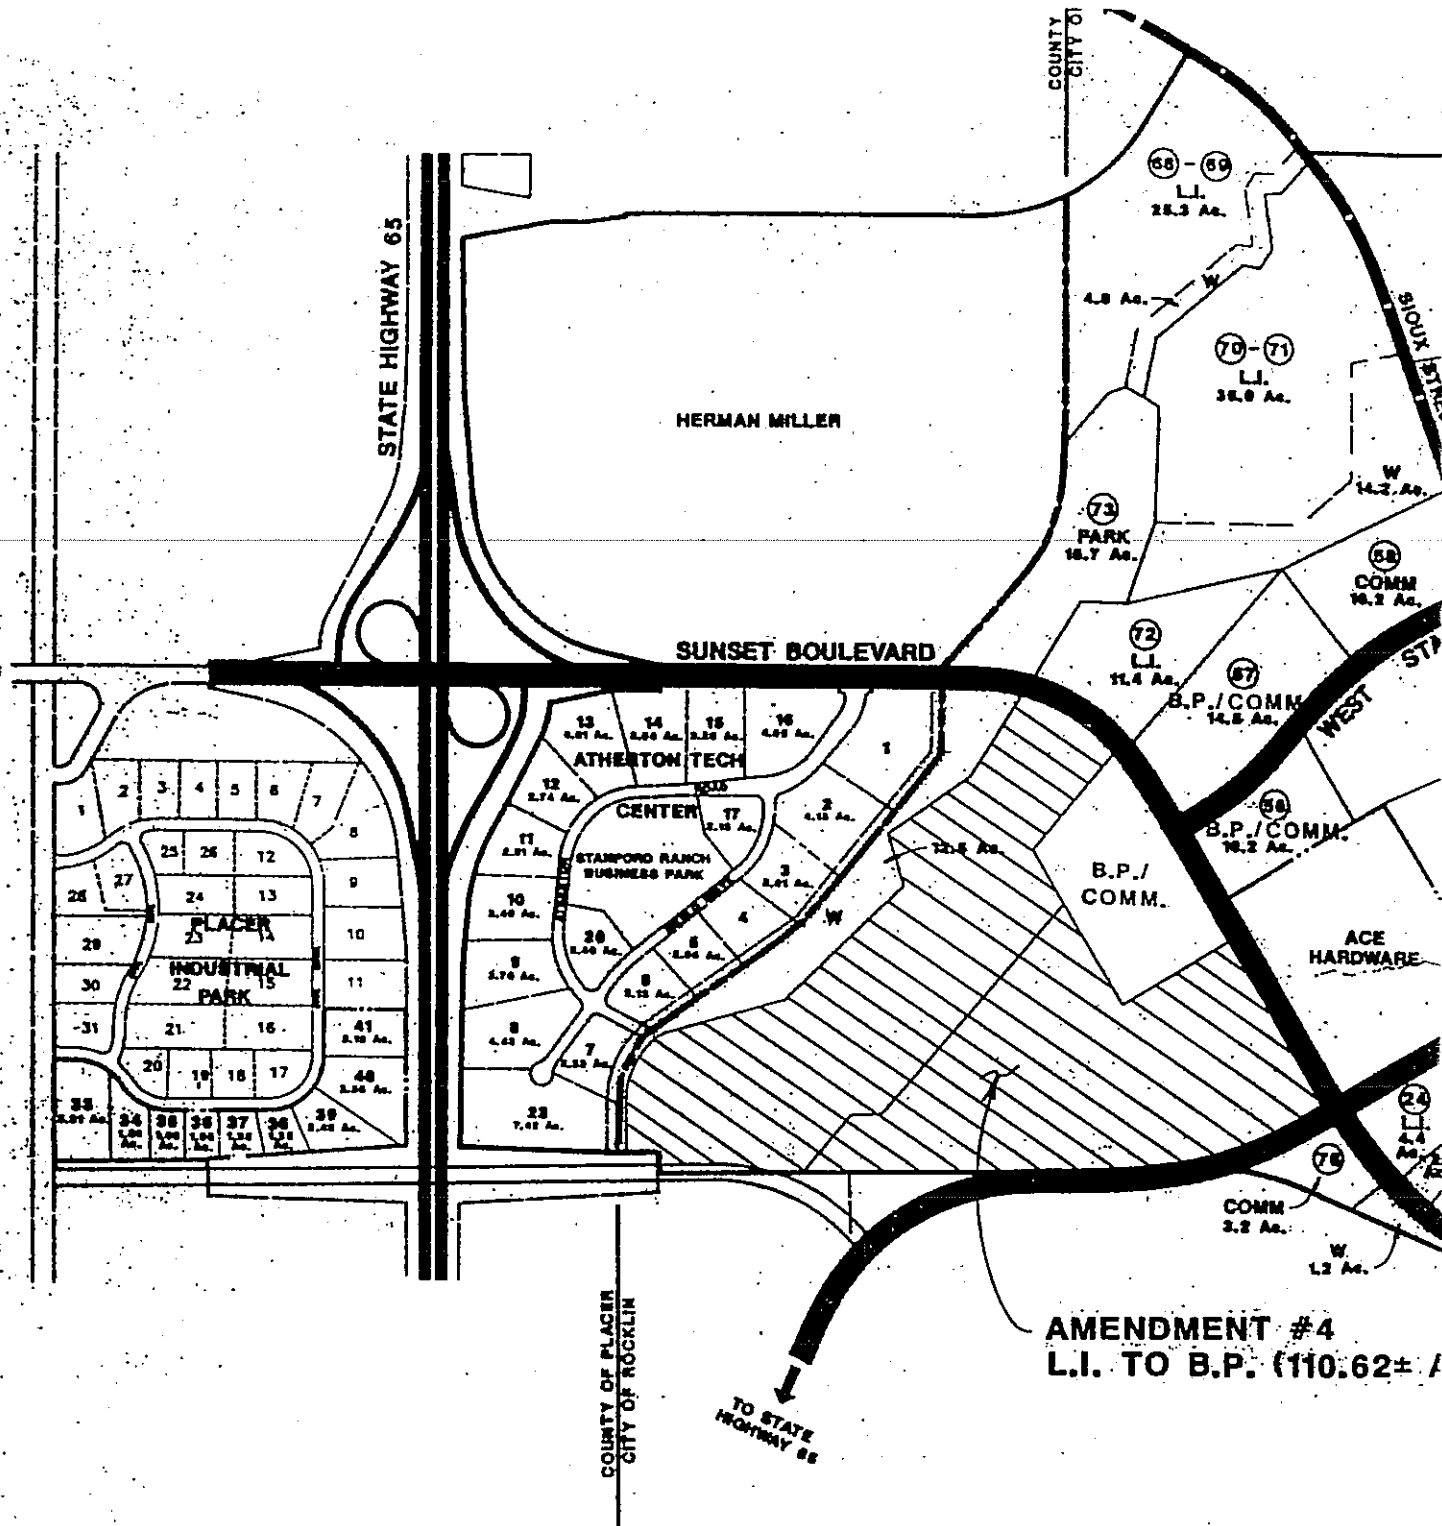 COUNTY
CITY OF
68 - 69
L.I.
25.3 Ac.
STATE HIGHWAY 65
W
4.8 Ac.
SIOUX
70 - 71
L.I.
HERMAN MILLER
W
14.2 Ac.
73
PARK
58
COMM
16.2 Ac.
SUNSET BOULEVARD
72
L.I.
11.4 Ac.
57
B.P./COMM
WEST
STA
13
14
15
16
1
ATHERTON TECH
12
2.74 Ac.
CENTER
17
2
11
STANFORD RANCH
BUSINESS PARK
3
12.5 Ac.
56
B.P./COMM.
16.2 Ac.
B.P./
COMM.
10
4
W
20
5
9
6
8
4.43 Ac.
7
23
ACE
HARDWARE
1
2
3
4
5
6
7
8
25
26
12
9
27
28
24
13
PLACER
23
14
10
29
INDUSTRIAL
22
15
11
30
PARK
31
21
16
41
20
19
18
17
40
33
34
35
36
37
38
39
24
L.I.
4.4
Ac.
76
COMM
3.2 Ac.
W
1.2 Ac.
AMENDMENT #4
L.I. TO B.P. (110.62± A
COUNTY OF PLACER
CITY OF ROCKLIN
TO STATE
HIGHWAY 65